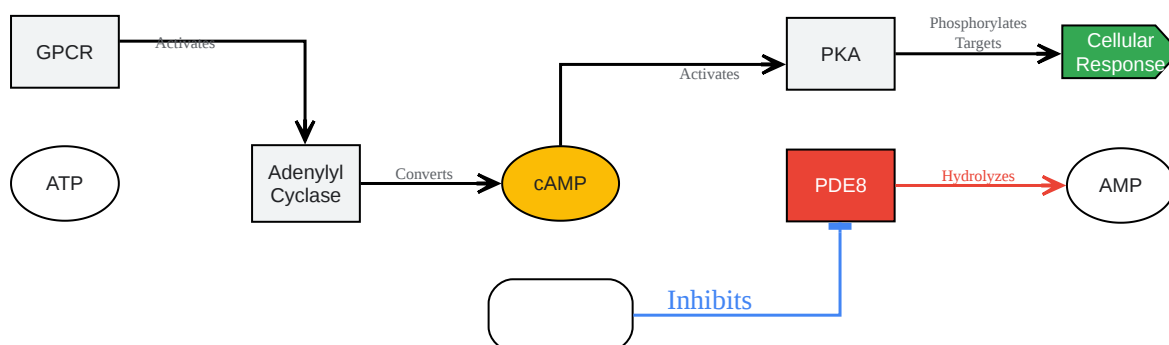 GPCR
Activates
PKA
Phosphorylates
Targets
Cellular
Response
Activates
ATP
Adenylyl
Cyclase
Converts
cAMP
PDE8
Hydrolyzes
AMP
Inhibits